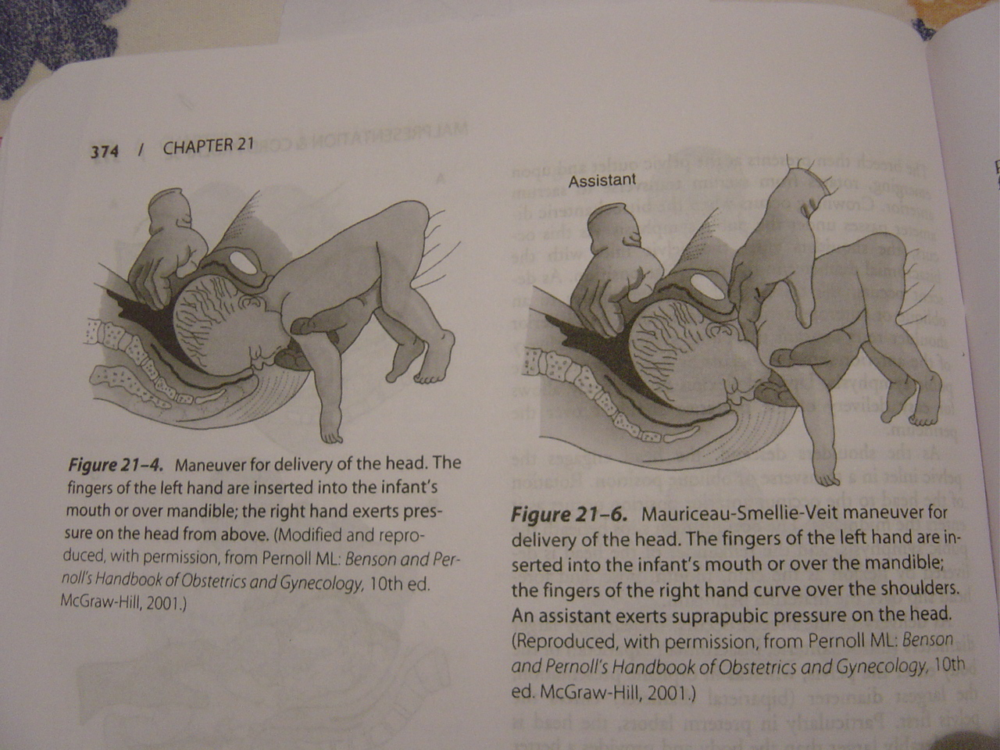 374 / CHAPTER 21
Figure 21–4. Maneuver for delivery of the head. The
fingers of the left hand are inserted into the infant's
mouth or over mandible; the right hand exerts pres-
sure on the head from above. (Modified and repro-
duced, with permission, from Pernoll ML: Benson and Per-
noll's Handbook of Obstetrics and Gynecology, 10th ed.
McGraw-Hill, 2001.)
Assistant
Figure 21–6. Mauriceau-Smellie-Veit maneuver for
delivery of the head. The fingers of the left hand are in-
serted into the infant's mouth or over the mandible;
the fingers of the right hand curve over the shoulders.
An assistant exerts suprapubic pressure on the head.
(Reproduced, with permission, from Pernoll ML: Benson
and Pernoll's Handbook of Obstetrics and Gynecology, 10th
ed. McGraw-Hill, 2001.)